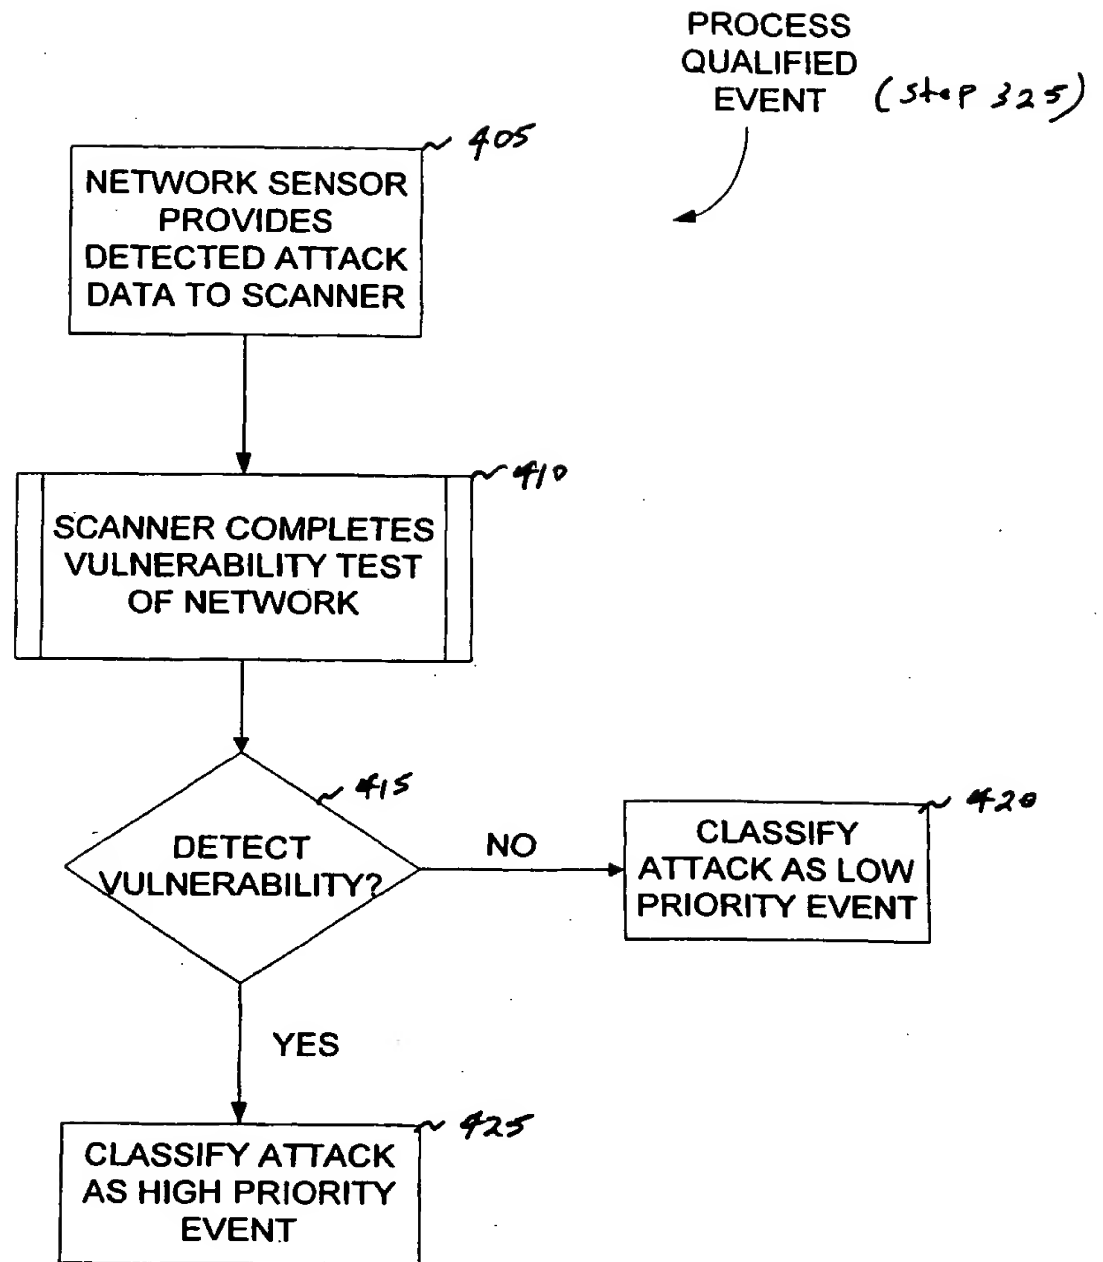 PROCESS
QUALIFIED
EVENT (step 325)
405
NETWORK SENSOR
PROVIDES
DETECTED ATTACK
DATA TO SCANNER
410
SCANNER COMPLETES
VULNERABILITY TEST
OF NETWORK
415
DETECT
VULNERABILITY?
NO
420
CLASSIFY
ATTACK AS LOW
PRIORITY EVENT
YES
425
CLASSIFY ATTACK
AS HIGH PRIORITY
EVENT